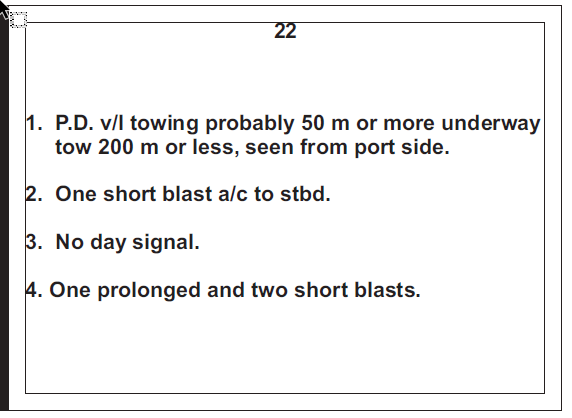 22
1. P.D. v/l towing probably 50 m or more underway
tow 200 m or less, seen from port side.
2. One short blast a/c to stbd.
3. No day signal.
4. One prolonged and two short blasts.